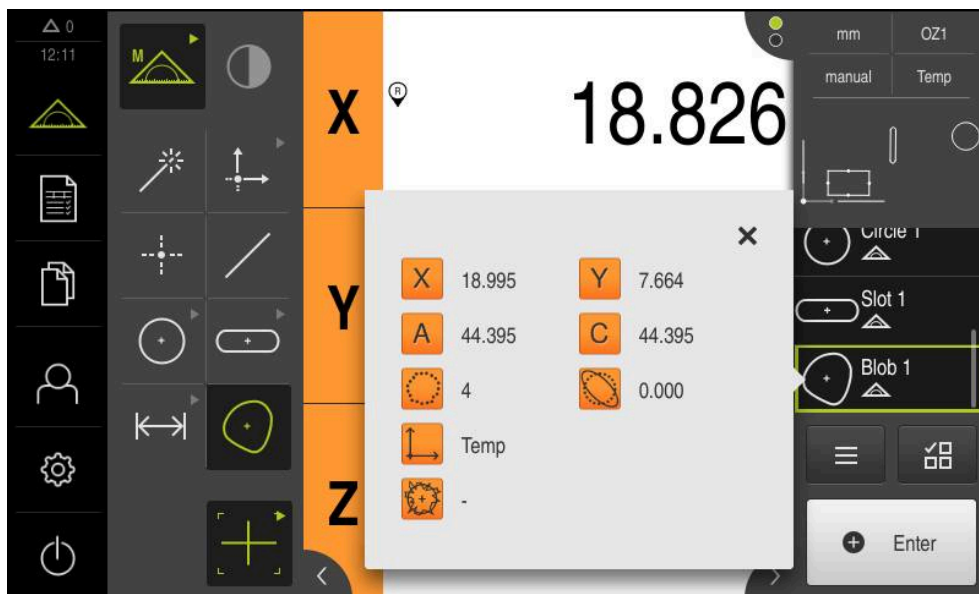 0
12:11
M
X
R
18.826
mm
OZ1
manual
Temp
X 18.995
Y 7.664
A 44.395
C 44.395
4
0.000
Temp
-
Y
Z
Circle 1
Slot 1
Blob 1
Enter